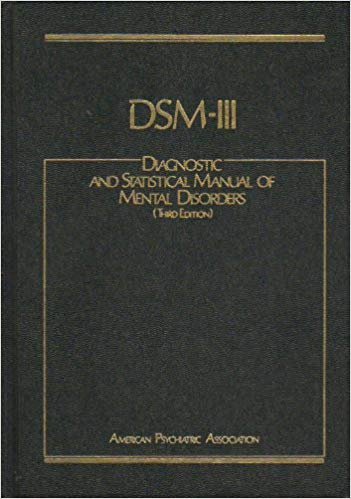 DSM-III
DIAGNOSTIC
AND STATISTICAL MANUAL OF
MENTAL DISORDERS
(THIRD EDITION)
AMERICAN PSYCHIATRIC ASSOCIATION